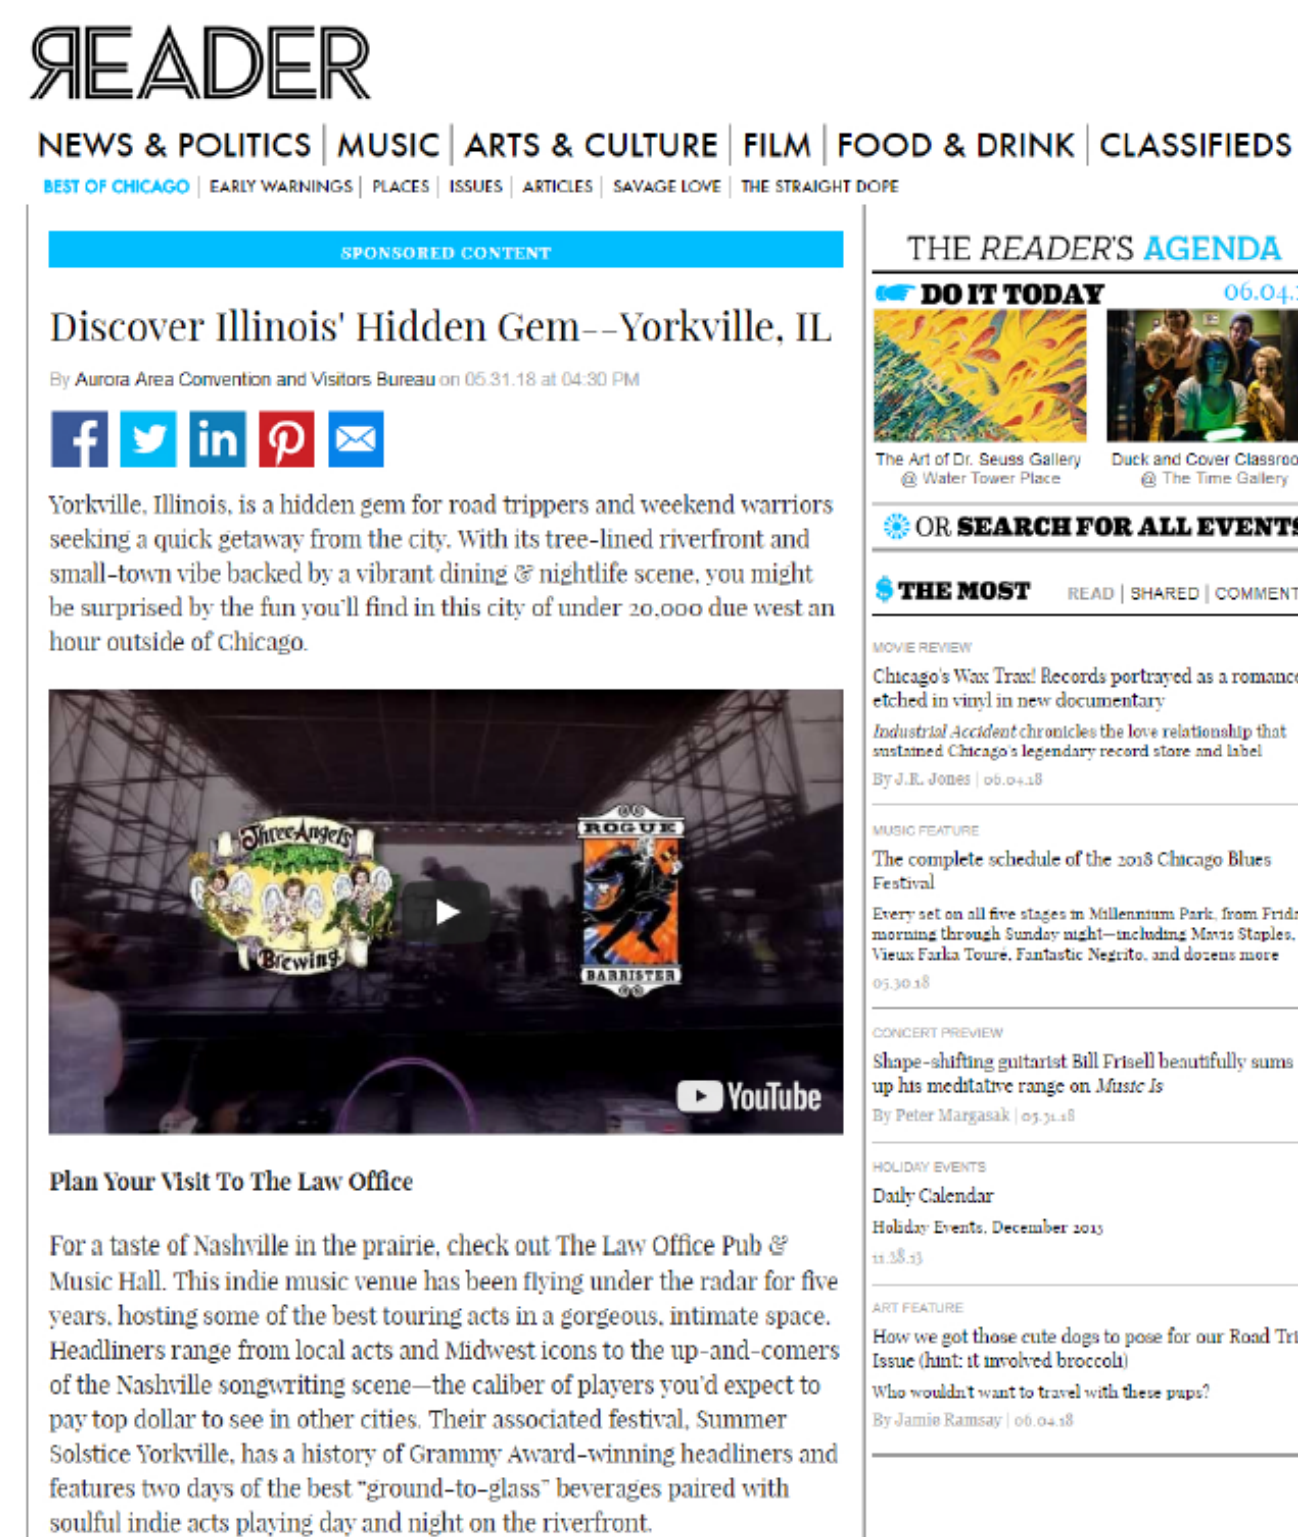 READER
NEWS & POLITICS | MUSIC | ARTS & CULTURE | FILM | FOOD & DRINK | CLASSIFIEDS
BEST OF CHICAGO | EARLY WARNINGS | PLACES | ISSUES | ARTICLES | SAVAGE LOVE | THE STRAIGHT DOPE
SPONSORED CONTENT
Discover Illinois' Hidden Gem--Yorkville, IL
By Aurora Area Convention and Visitors Bureau on 05.31.18 at 04:30 PM
Yorkville, Illinois, is a hidden gem for road trippers and weekend warriors
seeking a quick getaway from the city. With its tree-lined riverfront and
small-town vibe backed by a vibrant dining & nightlife scene, you might
be surprised by the fun you'll find in this city of under 20,000 due west an
hour outside of Chicago.
Three Angels
Brewing
ROGUE
BARRISTER
YouTube
Plan Your Visit To The Law Office
For a taste of Nashville in the prairie, check out The Law Office Pub &
Music Hall. This indie music venue has been flying under the radar for five
years, hosting some of the best touring acts in a gorgeous, intimate space.
Headliners range from local acts and Midwest icons to the up-and-comers
of the Nashville songwriting scene—the caliber of players you'd expect to
pay top dollar to see in other cities. Their associated festival, Summer
Solstice Yorkville, has a history of Grammy Award-winning headliners and
features two days of the best "ground-to-glass" beverages paired with
soulful indie acts playing day and night on the riverfront.
THE READER'S AGENDA
DO IT TODAY 06.04.
The Art of Dr. Seuss Gallery
@ Water Tower Place
Duck and Cover Classroo
@ The Time Gallery
OR SEARCH FOR ALL EVENTS
THE MOST READ | SHARED | COMMENT
MOVIE REVIEW
Chicago's Wax Trax! Records portrayed as a romance
etched in vinyl in new documentary
Industrial Accident chronicles the love relationship that
sustained Chicago's legendary record store and label
By J.R. Jones | 06.04.18
MUSIC FEATURE
The complete schedule of the 2018 Chicago Blues
Festival
Every set on all five stages in Millennium Park, from Frida
morning through Sunday night—including Mavis Staples,
Vieux Farka Touré, Fantastic Negrito, and dozens more
05.30.18
CONCERT PREVIEW
Shape-shifting guitarist Bill Frisell beautifully sums
up his meditative range on Music Is
By Peter Margasak | 05.31.18
HOLIDAY EVENTS
Daily Calendar
Holiday Events, December 2013
11.28.13
ART FEATURE
How we got those cute dogs to pose for our Road Tri
Issue (hint: it involved broccoli)
Who wouldn't want to travel with these pups?
By Jamie Ramsay | 06.04.18